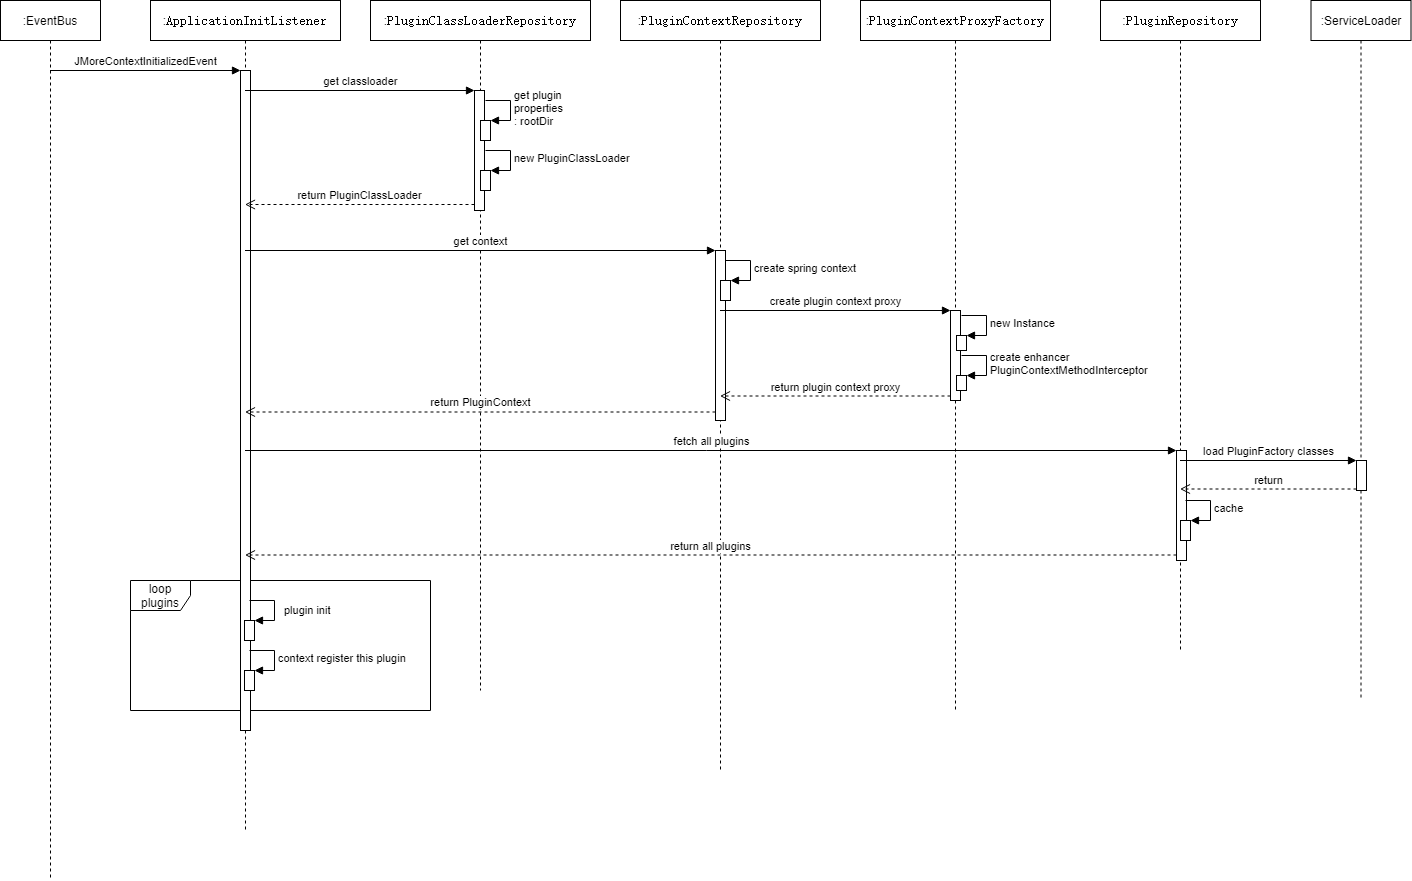 :EventBus
:ApplicationInitListener
:PluginClassLoaderRepository
:PluginContextRepository
:PluginContextProxyFactory
:PluginRepository
:ServiceLoader
JMoreContextInitializedEvent
get classloader
get plugin
properties
: rootDir
new PluginClassLoader
return PluginClassLoader
get context
create spring context
create plugin context proxy
new Instance
create enhancer
PluginContextMethodInterceptor
return plugin context proxy
return PluginContext
fetch all plugins
load PluginFactory classes
return
cache
return all plugins
loop
plugins
plugin init
context register this plugin